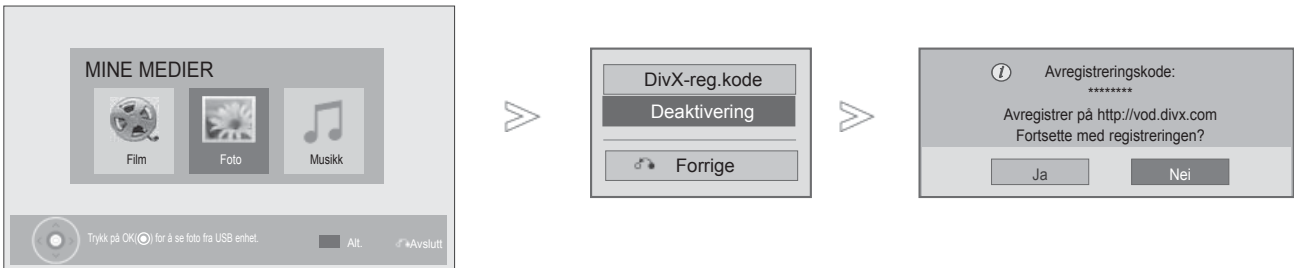 MINE MEDIER
Film
Foto
Musikk
Trykk på OK(◉) for å se foto fra USB enhet.
Alt.
Avslutt
DivX-reg.kode
Deaktivering
Forrige
Avregistreringskode:
********
Avregistrer på http://vod.divx.com
Fortsette med registreringen?
Ja
Nei